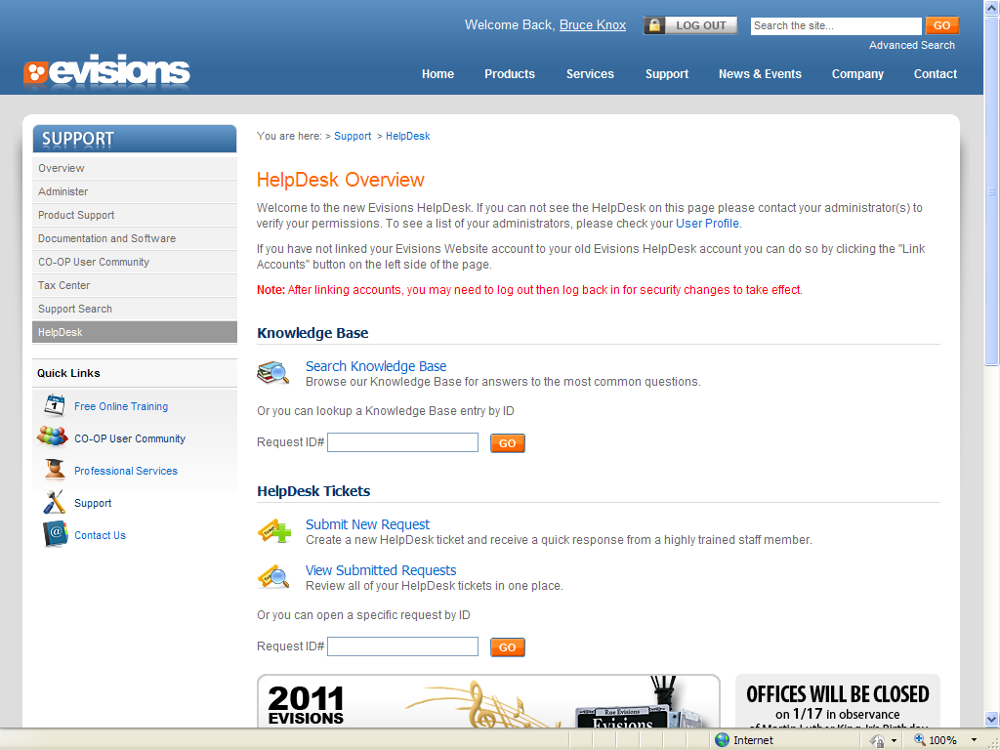 Welcome Back, Bruce Knox
LOG OUT
Search the site...
GO
Advanced Search
evisions
Home Products Services Support News & Events Company Contact
SUPPORT
Overview
Administer
Product Support
Documentation and Software
CO-OP User Community
Tax Center
Support Search
HelpDesk
Quick Links
Free Online Training
CO-OP User Community
Professional Services
Support
Contact Us
You are here: > Support > HelpDesk
HelpDesk Overview
Welcome to the new Evisions HelpDesk. If you can not see the HelpDesk on this page please contact your administrator(s) to
verify your permissions. To see a list of your administrators, please check your User Profile.
If you have not linked your Evisions Website account to your old Evisions HelpDesk account you can do so by clicking the "Link
Accounts" button on the left side of the page.
Note: After linking accounts, you may need to log out then log back in for security changes to take effect.
Knowledge Base
Search Knowledge Base
Browse our Knowledge Base for answers to the most common questions.
Or you can lookup a Knowledge Base entry by ID
Request ID# GO
HelpDesk Tickets
Submit New Request
Create a new HelpDesk ticket and receive a quick response from a highly trained staff member.
View Submitted Requests
Review all of your HelpDesk tickets in one place.
Or you can open a specific request by ID
Request ID# GO
2011
EVISIONS
Rue Evisions
Evisions
OFFICES WILL BE CLOSED
on 1/17 in observance
of Martin Luther King Jr's Birthday
Internet
100%